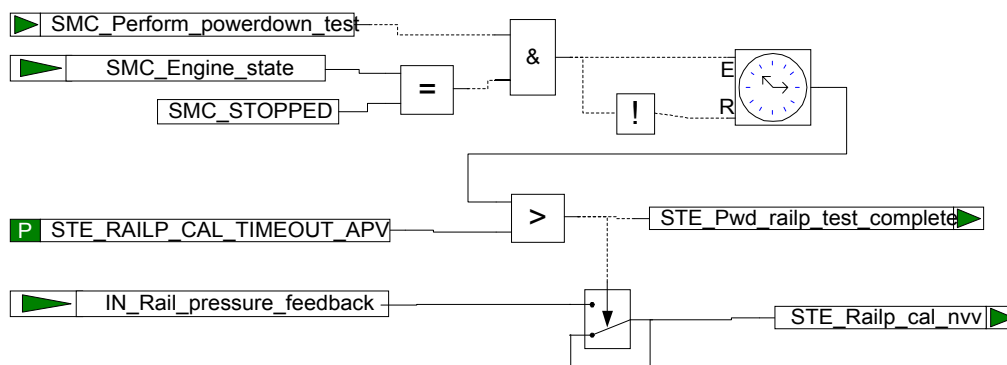 SMC_Perform_powerdown_test
SMC_Engine_state
&
=
SMC_STOPPED
E
!
R
>
STE_Pwd_railp_test_complete
P STE_RAILP_CAL_TIMEOUT_APV
IN_Rail_pressure_feedback
STE_Railp_cal_nvv